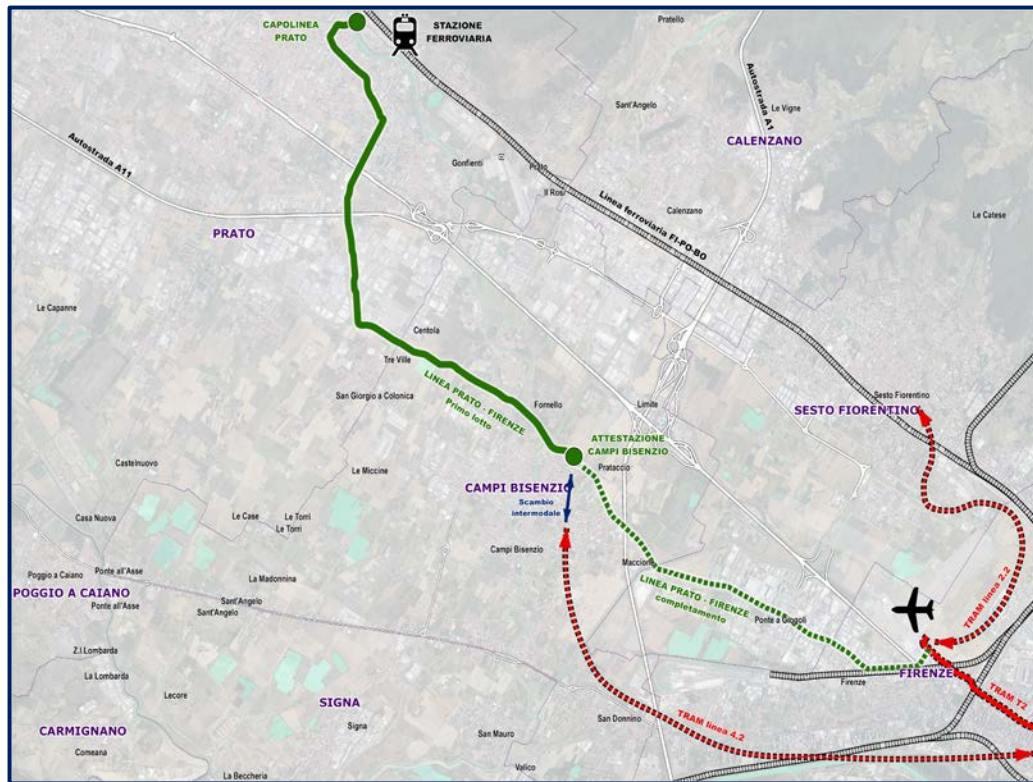 CAPOLINEA
PRATO
STAZIONE
FERROVIARIA
Pratello
Sant'Angelo
Le Vigne
Autostrada A1
CALENZANO
Autostrada A11
Gonfienti
Prato
Il Rosi
Linea ferroviaria FI-PO-BO
Calenzano
Le Catese
PRATO
Le Capanne
Centola
Tre Ville
LINEA PRATO - FIRENZE
Primo lotto
San Giorgio a Colonica
Fornello
Limite
Sesto Fiorentino
SESTO FIORENTINO
ATTESTAZIONE
CAMPI BISENZIO
Castelnuovo
Le Miccine
Prataccio
CAMPI BISENZIO
Scambio
intermodale
Casa Nuova
Le Case
Le Torri
Le Torri
Campi Bisenzio
Maccione
Poggio a Caiano
Ponte all'Asse
La Madonnina
POGGIO A CAIANO
Ponte all'Asse
Sant'Angelo
Sant'Angelo
LINEA PRATO - FIRENZE
completamento
Ponte a Giogoli
TRAM linea 2.2
Z.I. Lombarda
La Lombarda
Lecore
SIGNA
Signa
Firenze
FIRENZE
TRAM T2
San Donnino
TRAM linea 4.2
CARMIGNANO
Comeana
San Mauro
La Beccheria
Valico